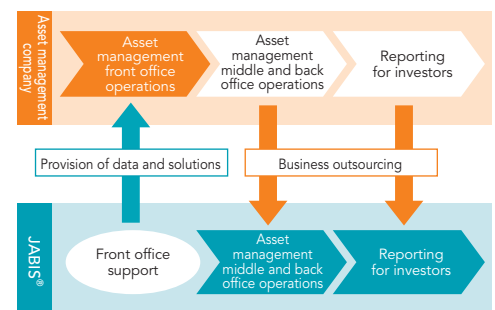 Asset management
company
Asset
management
front office
operations
Asset
management
middle and back
office operations
Reporting
for investors
Provision of data and solutions
Business outsourcing
JABIS®
Front office
support
Asset
management
middle and back
office operations
Reporting
for investors